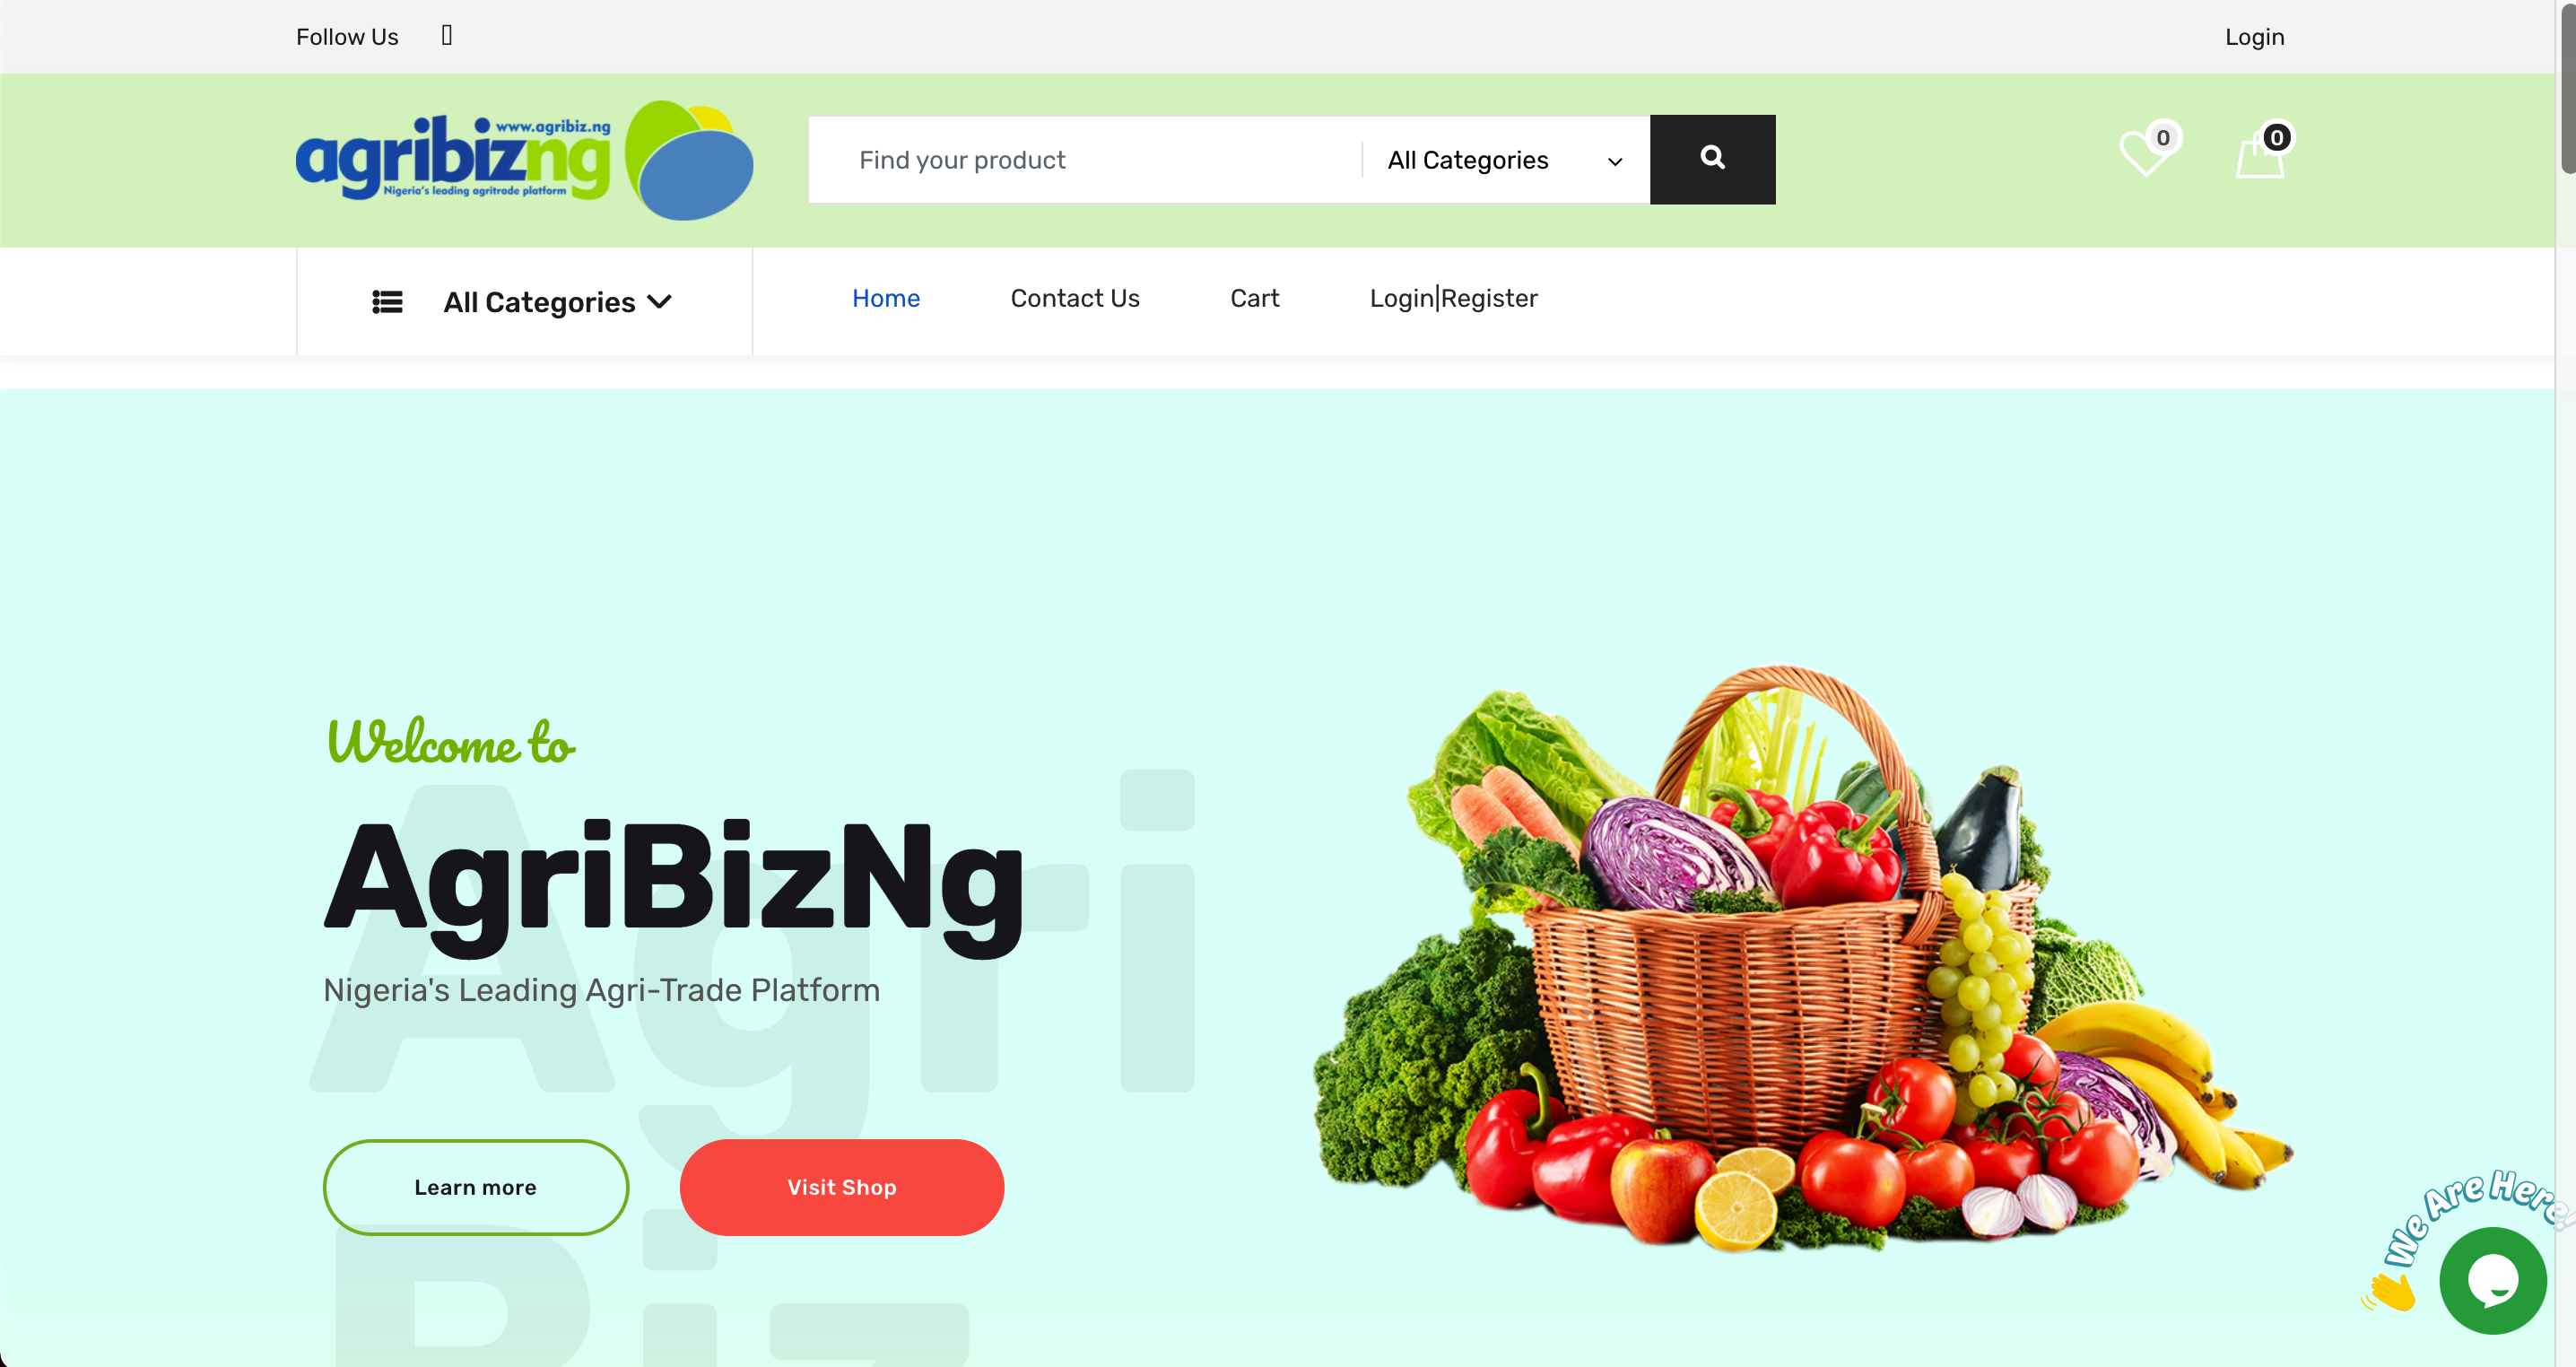 Follow Us
Login
www.agribiz.ng
agribizng
Nigeria's leading agritrade platform
Find your product
All Categories
0
0
All Categories
Home
Contact Us
Cart
Login|Register
Agri
Biz
Welcome to
AgriBizNg
Nigeria's Leading Agri-Trade Platform
Learn more
Visit Shop
We Are Here!